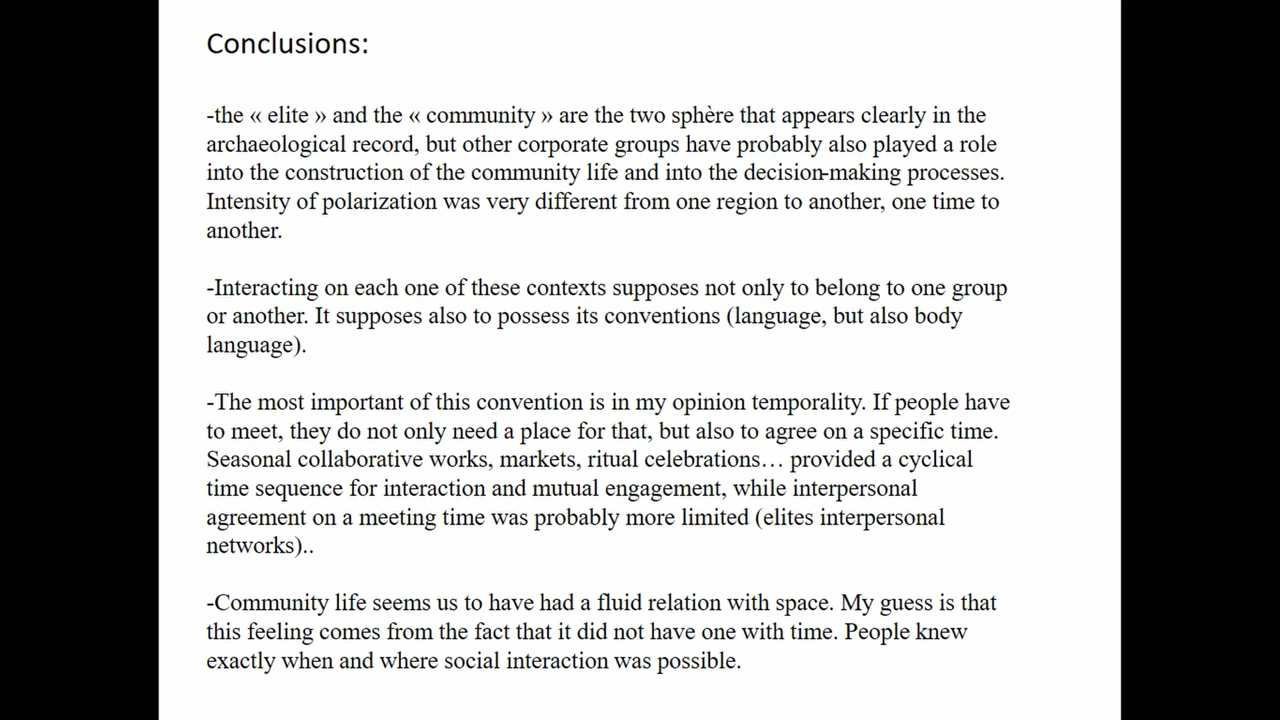 Conclusions:
-the « elite » and the « community » are the two sphère that appears clearly in the
archaeological record, but other corporate groups have probably also played a role
into the construction of the community life and into the decision-making processes.
Intensity of polarization was very different from one region to another, one time to
another.
-Interacting on each one of these contexts supposes not only to belong to one group
or another. It supposes also to possess its conventions (language, but also body
language).
-The most important of this convention is in my opinion temporality. If people have
to meet, they do not only need a place for that, but also to agree on a specific time.
Seasonal collaborative works, markets, ritual celebrations… provided a cyclical
time sequence for interaction and mutual engagement, while interpersonal
agreement on a meeting time was probably more limited (elites interpersonal
networks)..
-Community life seems us to have had a fluid relation with space. My guess is that
this feeling comes from the fact that it did not have one with time. People knew
exactly when and where social interaction was possible.